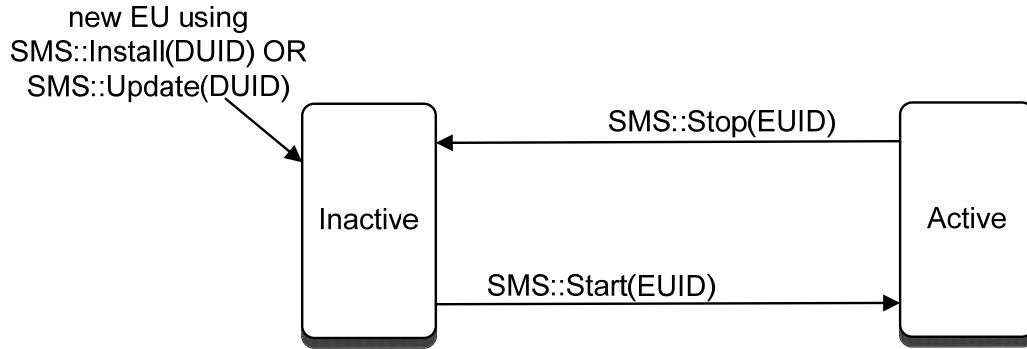 new EU using
SMS::Install(DUID) OR
SMS::Update(DUID)
SMS::Stop(EUID)
Inactive
Active
SMS::Start(EUID)